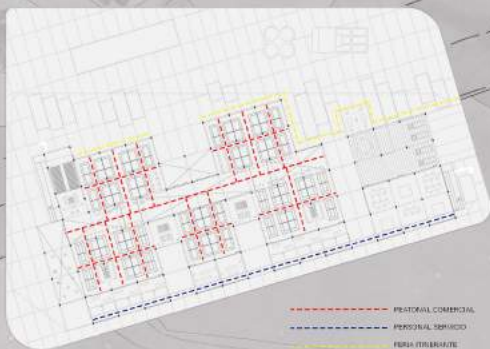 PEATONAL COMERCIAL
PERSONAL SERVICIO
FERIA ITINERANTE